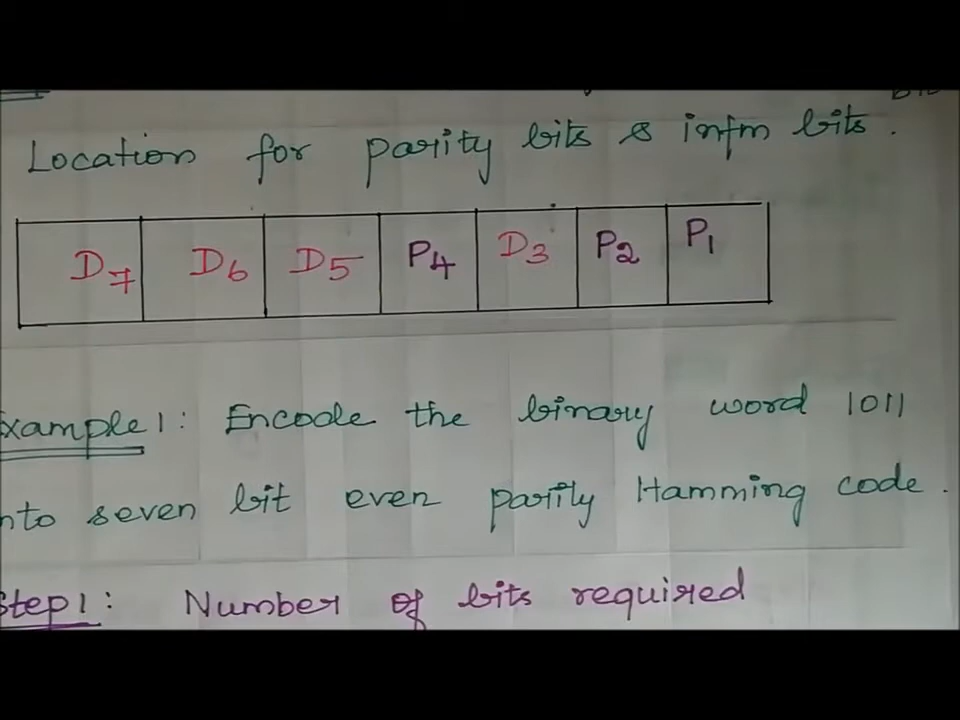 Location for parity bits & infm bits.
D7 D6 D5 P4 D3 P2 P1
xample1: Encode the binary word 1011
nto seven bit even parity Hamming code.
Step1: Number of bits required